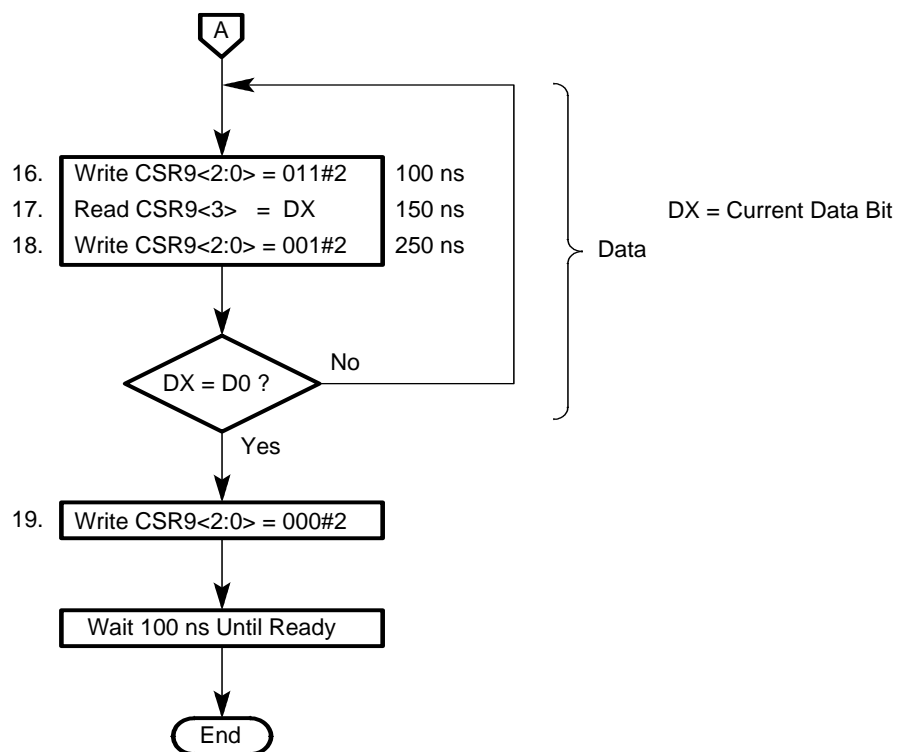 A
16. Write CSR9<2:0> = 011#2 100 ns
17. Read CSR9<3> = DX 150 ns
18. Write CSR9<2:0> = 001#2 250 ns
Data
DX = Current Data Bit
DX = D0 ?
No
Yes
19. Write CSR9<2:0> = 000#2
Wait 100 ns Until Ready
End